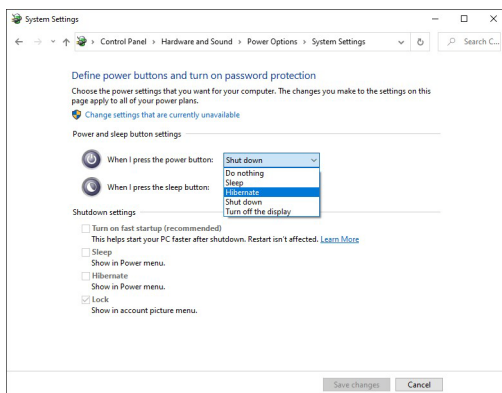 System Settings
Control Panel > Hardware and Sound > Power Options > System Settings
Search C...
Define power buttons and turn on password protection
Choose the power settings that you want for your computer. The changes you make to the settings on this
page apply to all of your power plans.
Change settings that are currently unavailable
Power and sleep button settings
When I press the power button: Shut down
Do nothing
Sleep
When I press the sleep button: Hibernate
Shut down
Turn off the display
Shutdown settings
Turn on fast startup (recommended)
This helps start your PC faster after shutdown. Restart isn't affected. Learn More
Sleep
Show in Power menu.
Hibernate
Show in Power menu.
Lock
Show in account picture menu.
Save changes Cancel